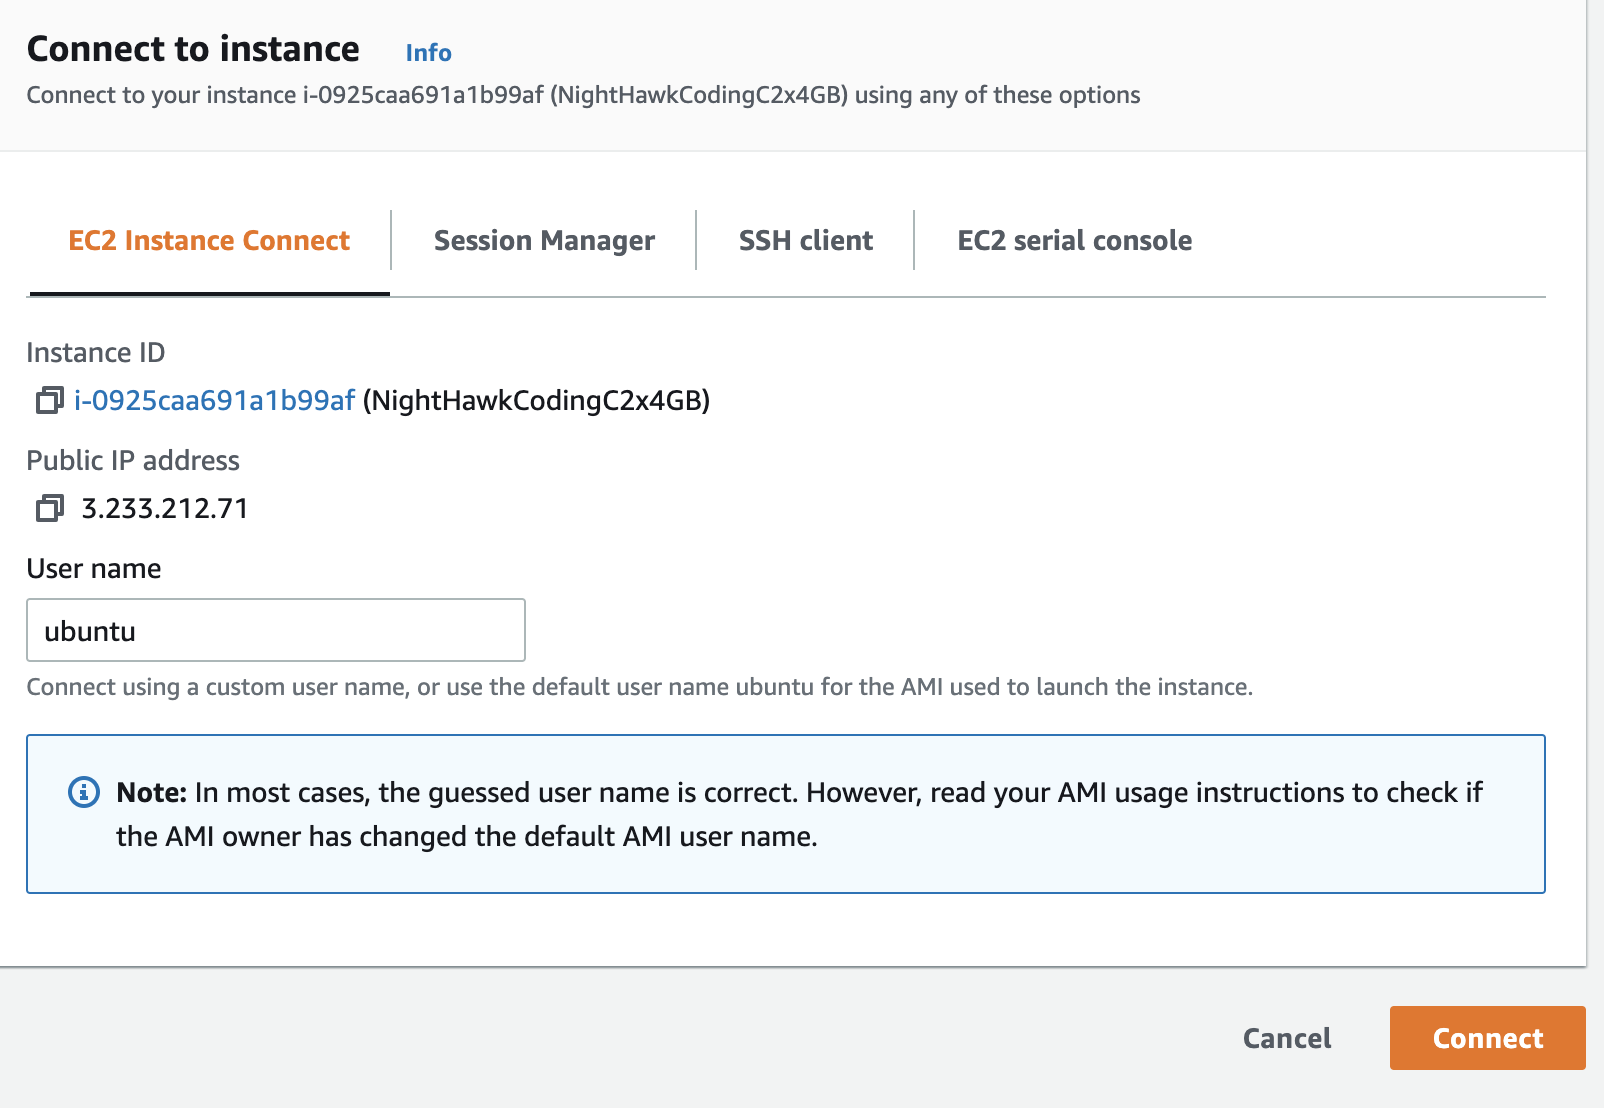 Connect to instance Info
Connect to your instance i-0925caa691a1b99af (NightHawkCodingC2x4GB) using any of these options
EC2 Instance Connect Session Manager SSH client EC2 serial console
Instance ID
i-0925caa691a1b99af (NightHawkCodingC2x4GB)
Public IP address
3.233.212.71
User name
ubuntu
Connect using a custom user name, or use the default user name ubuntu for the AMI used to launch the instance.
Note: In most cases, the guessed user name is correct. However, read your AMI usage instructions to check if
the AMI owner has changed the default AMI user name.
Cancel Connect